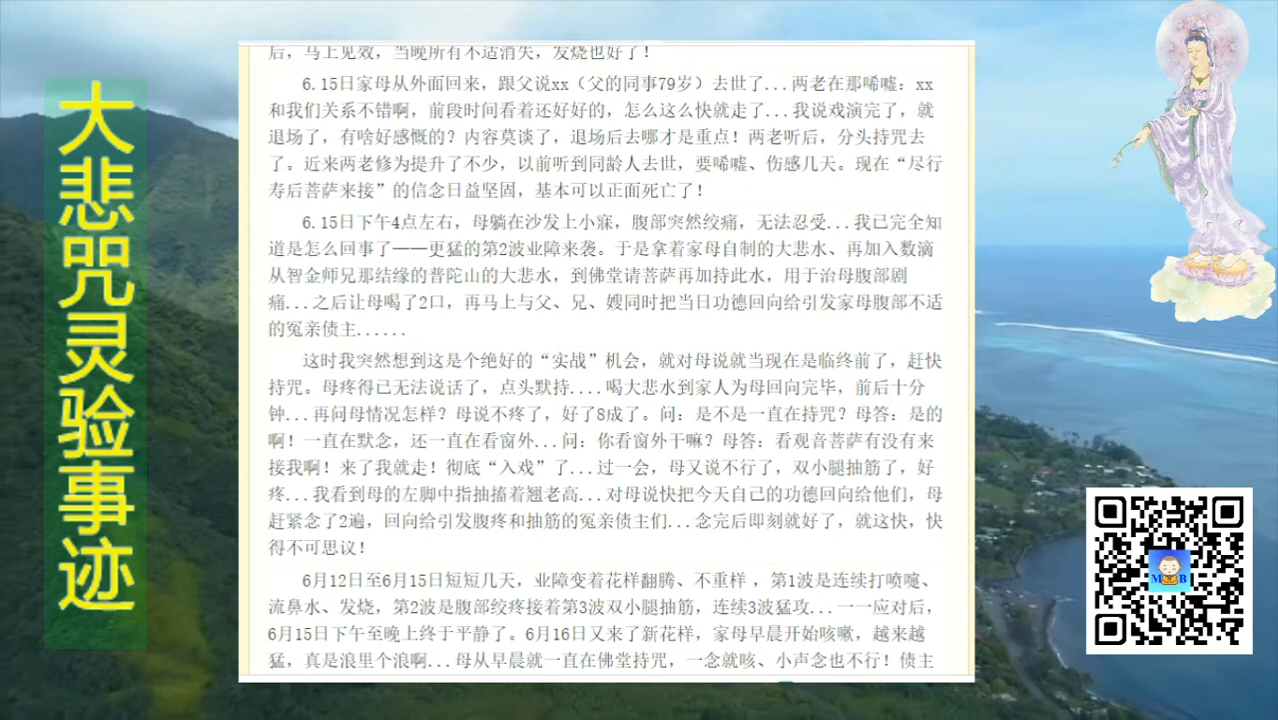 大悲咒灵验事迹
后，马上见效，当晚所有不适消失，发烧也好了！
6.15日家母从外面回来，跟父说xx（父的同事79岁）去世了...两老在那唏嘘：xx
和我们关系不错啊，前段时间看着还好好的，怎么这么快就走了...我说戏演完了，就
退场了，有啥好感慨的？内容莫谈了，退场后去哪才是重点！两老听后，分头持咒去
了。近来两老修为提升了不少，以前听到同龄人去世，要唏嘘、伤感几天。现在“尽行
寿后菩萨来接”的信念日益坚固，基本可以正面死亡了！
6.15日下午4点左右，母躺在沙发上小寐，腹部突然绞痛，无法忍受...我已完全知
道是怎么回事了——更猛的第2波业障来袭。于是拿着家母自制的大悲水、再加入数滴
从智金师兄那结缘的普陀山的大悲水，到佛堂请菩萨再加持此水，用于治母腹部剧
痛...之后让母喝了2口，再马上与父、兄、嫂同时把当日功德回向给引发家母腹部不适
的冤亲债主......
这时我突然想到这是个绝好的“实战”机会，就对母说就当现在是临终前了，赶快
持咒。母疼得已无法说话了，点头默持....喝大悲水到家人为母回向完毕，前后十分
钟...再问母情况怎样？母说不疼了，好了8成了。问：是不是一直在持咒？母答：是的
啊！一直在默念，还一直在看窗外...问：你看窗外干嘛？母答：看观音菩萨有没有来
接我啊！来了我就走！彻底“入戏”了...过一会，母又说不行了，双小腿抽筋了，好
疼...我看到母的左脚中指抽搐着翘老高...对母说快把今天自己的功德回向给他们，母
赶紧念了2遍，回向给引发腹疼和抽筋的冤亲债主们...念完后即刻就好了，就这快，快
得不可思议！
6月12日至6月15日短短几天，业障变着花样翻腾、不重样，第1波是连续打喷嚏、
流鼻水、发烧，第2波是腹部绞疼接着第3波双小腿抽筋，连续3波猛攻...一一应对后，
6月15日下午至晚上终于平静了。6月16日又来了新花样，家母早晨开始咳嗽，越来越
猛，真是浪里个浪啊...母从早晨就一直在佛堂持咒，一念就咳、小声念也不行！债主
M B